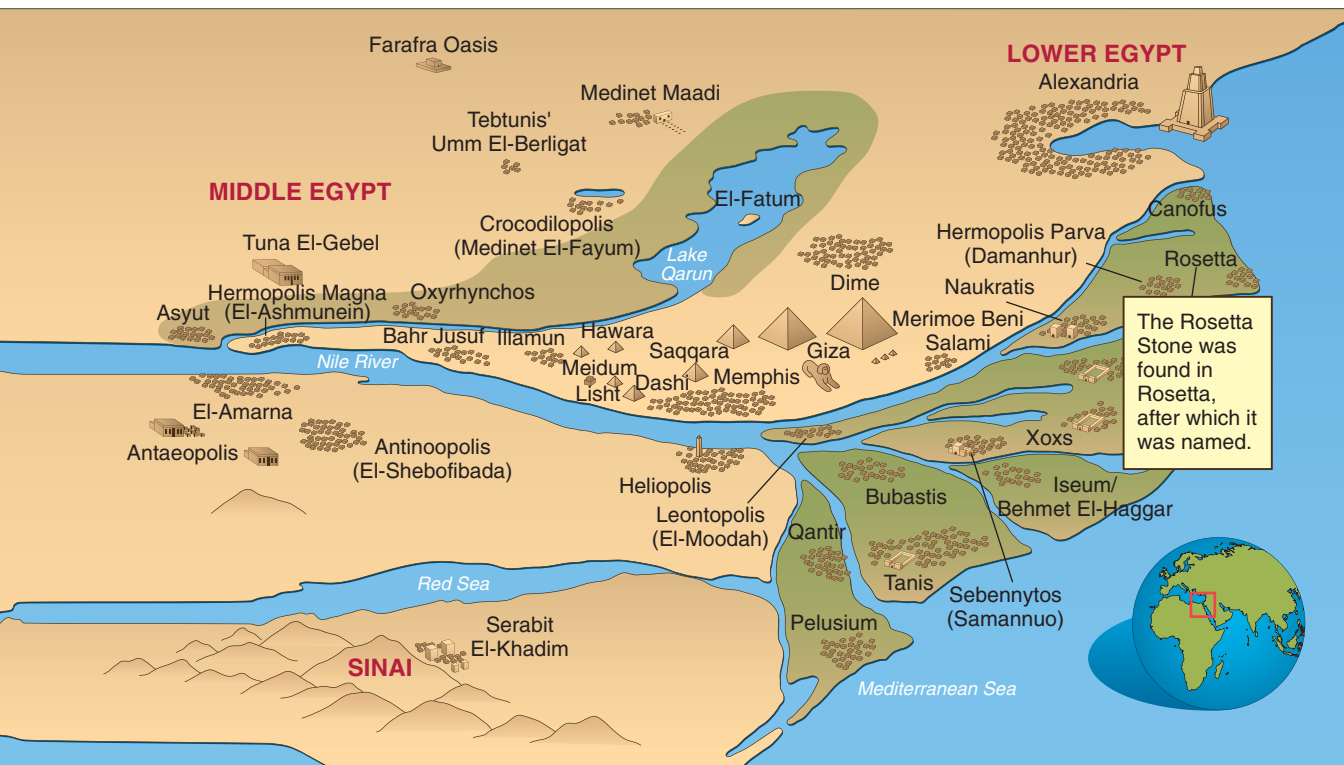 Farafra Oasis
LOWER EGYPT
Alexandria
Medinet Maadi
Tebtunis'
Umm El-Berligat
MIDDLE EGYPT
El-Fatum
Canofus
Crocodilopolis
(Medinet El-Fayum)
Tuna El-Gebel
Hermopolis Parva
(Damanhur)
Lake
Qarun
Rosetta
Dime
Naukratis
Hermopolis Magna
(El-Ashmunein)
Oxyrhynchos
Asyut
Merimoe Beni
Salami
The Rosetta
Stone was
found in
Rosetta,
after which it
was named.
Bahr Jusuf
Illamun
Hawara
Saqqara
Giza
Nile River
Meidum
Lisht
Dashi
Memphis
El-Amarna
Antaeopolis
Antinoopolis
(El-Shebofibada)
Xoxs
Heliopolis
Bubastis
Iseum/
Behmet El-Haggar
Leontopolis
(El-Moodah)
Qantir
Red Sea
Tanis
Sebennytos
(Samannuo)
Pelusium
Serabit
El-Khadim
SINAI
Mediterranean Sea